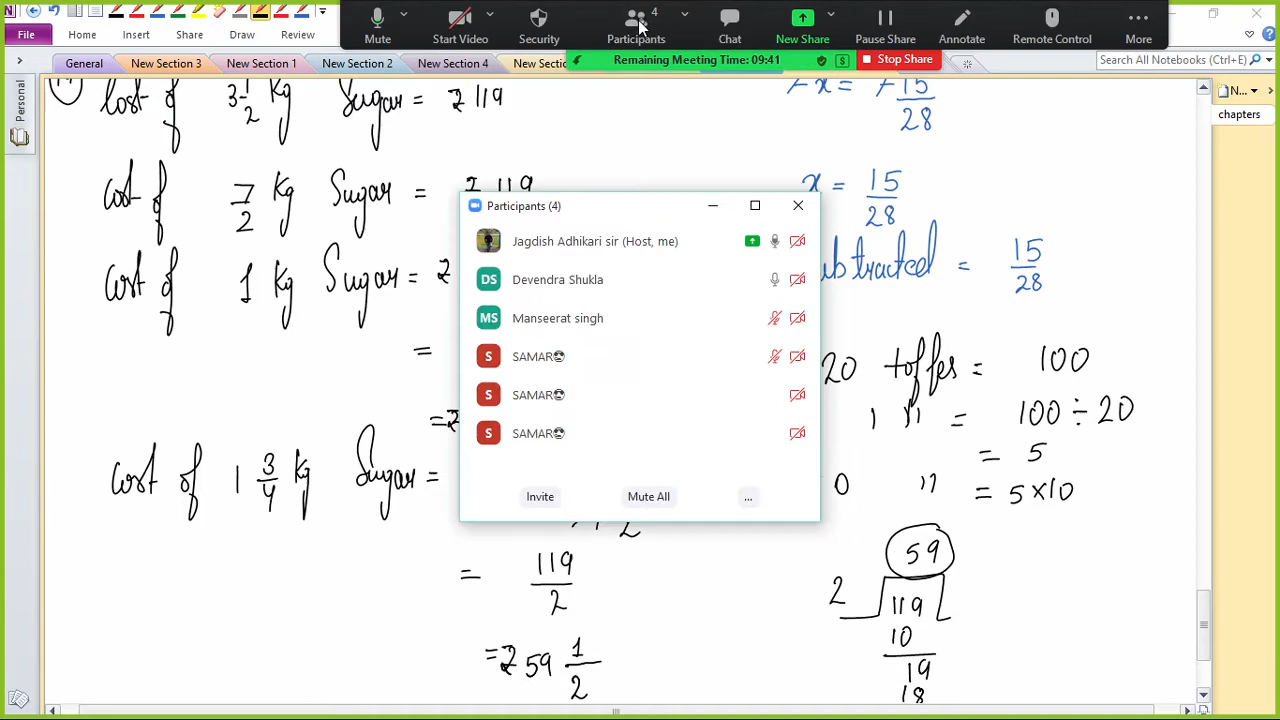 4
Mute
Start Video
Security
Participants
Chat
New Share
Pause Share
Annotate
Remote Control
More
File
Home
Insert
Share
Draw
Review
Remaining Meeting Time: 09:41
Stop Share
General
New Section 3
New Section 1
New Section 2
New Section 4
New Sectio
Search All Notebooks (Ctrl+E)
Personal
N...
chapters
Cost of 3 1/2 Kg Sugar = ₹ 119
Cost of 7/2 Kg Sugar = ₹ 119
Cost of 1 Kg Sugar = ₹
=
= ₹
Cost of 1 3/4 Kg Sugar =
2
= 119/2
= ₹ 59 1/2
- x = - 15/28
x = 15/28
ubtracted = 15/28
20 toffes = 100
1 " = 100 ÷ 20
= 5
0 " = 5×10
59
2 119
10
19
18
Participants (4)
Jagdish Adhikari sir (Host, me)
DS Devendra Shukla
MS Manseerat singh
S SAMAR😎
S SAMAR😎
S SAMAR😎
Invite
Mute All
...